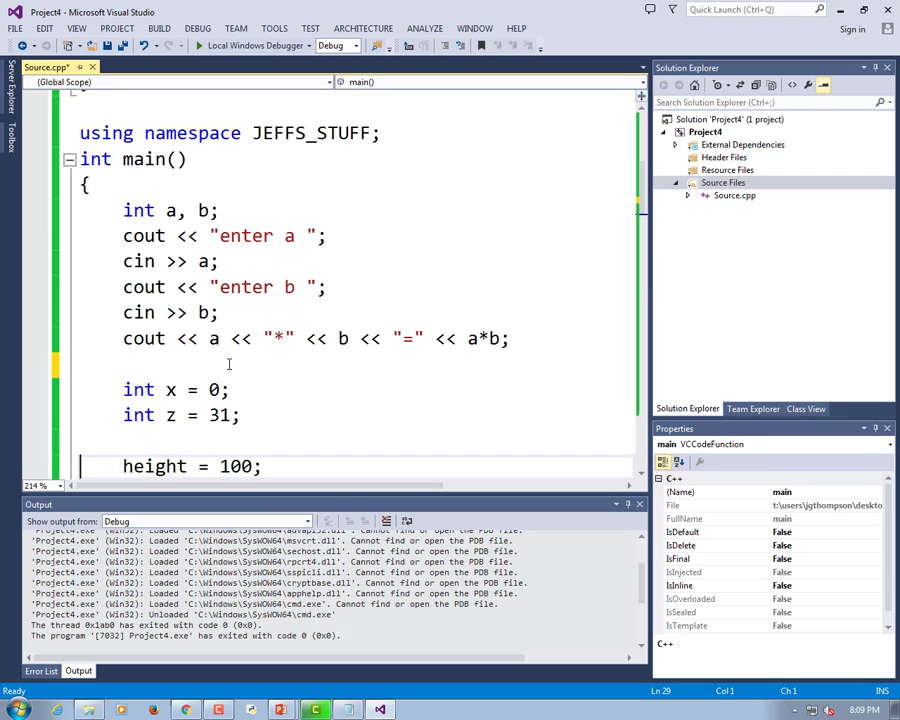 Project4 - Microsoft Visual Studio
Quick Launch (Ctrl+;)
FILE EDIT VIEW PROJECT BUILD DEBUG TEAM TOOLS TEST ARCHITECTURE ANALYZE WINDOW HELP
Sign in
Local Windows Debugger Debug
Server Explorer
Toolbox
Source.cpp*
(Global Scope) main()
using namespace JEFFS_STUFF;
int main()
{
int a, b;
cout << "enter a ";
cin >> a;
cout << "enter b ";
cin >> b;
cout << a << "*" << b << "=" << a*b;
int x = 0;
int z = 31;
height = 100;
214 %
Solution Explorer
Search Solution Explorer (Ctrl+;)
Solution 'Project4' (1 project)
Project4
External Dependencies
Header Files
Resource Files
Source Files
Source.cpp
Solution Explorer Team Explorer Class View
Properties
main VCCodeFunction
C++
(Name) main
File t:\users\jgthompson\deskto
FullName main
IsDefault False
IsDelete False
IsFinal False
IsInjected False
IsInline False
IsOverloaded False
IsSealed False
IsTemplate False
C++
Output
Show output from: Debug
'Project4.exe' (Win32): Loaded 'C:\Windows\SysWOW64\msvcrt.dll'. Cannot find or open the PDB file.
'Project4.exe' (Win32): Loaded 'C:\Windows\SysWOW64\sechost.dll'. Cannot find or open the PDB file.
'Project4.exe' (Win32): Loaded 'C:\Windows\SysWOW64\rpcrt4.dll'. Cannot find or open the PDB file.
'Project4.exe' (Win32): Loaded 'C:\Windows\SysWOW64\sspicli.dll'. Cannot find or open the PDB file.
'Project4.exe' (Win32): Loaded 'C:\Windows\SysWOW64\cryptbase.dll'. Cannot find or open the PDB file.
'Project4.exe' (Win32): Loaded 'C:\Windows\SysWOW64\apphelp.dll'. Cannot find or open the PDB file.
'Project4.exe' (Win32): Loaded 'C:\Windows\SysWOW64\cmd.exe'. Cannot find or open the PDB file.
'Project4.exe' (Win32): Unloaded 'C:\Windows\SysWOW64\cmd.exe'
The thread 0x1ab0 has exited with code 0 (0x0).
The program '[7032] Project4.exe' has exited with code 0 (0x0).
Error List Output
Ready Ln 29 Col 1 Ch 1 INS
8:09 PM